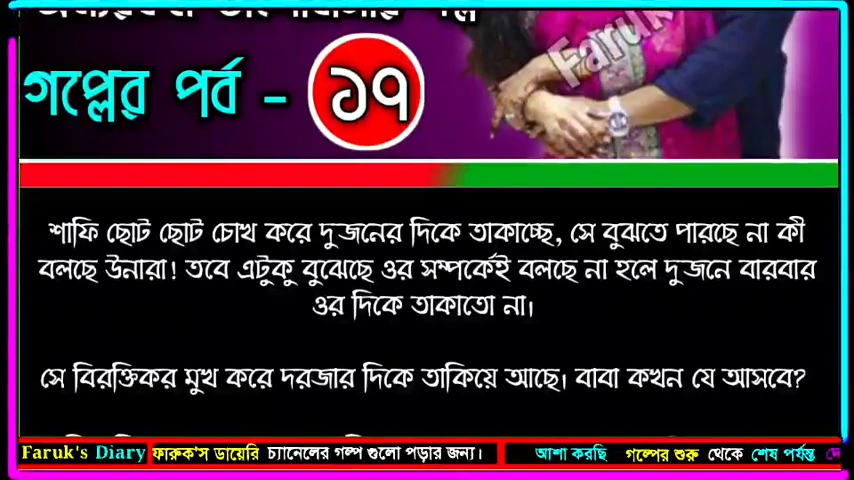 গপ্লের পর্ব - ১৭
Faruk
শাফি ছোট ছোট চোখ করে দুজনের দিকে তাকাচ্ছে, সে বুঝতে পারছে না কী
বলছে উনারা! তবে এটুকু বুঝেছে ওর সম্পর্কেই বলছে না হলে দুজনে বারবার
ওর দিকে তাকাতো না।
সে বিরক্তিকর মুখ করে দরজার দিকে তাকিয়ে আছে। বাবা কখন যে আসবে?
Faruk's Diary ফারুক'স ডায়েরি চ্যানেলের গল্প গুলো পড়ার জন্য। আশা করছি গল্পের শুরু থেকে শেষ পর্যন্ত